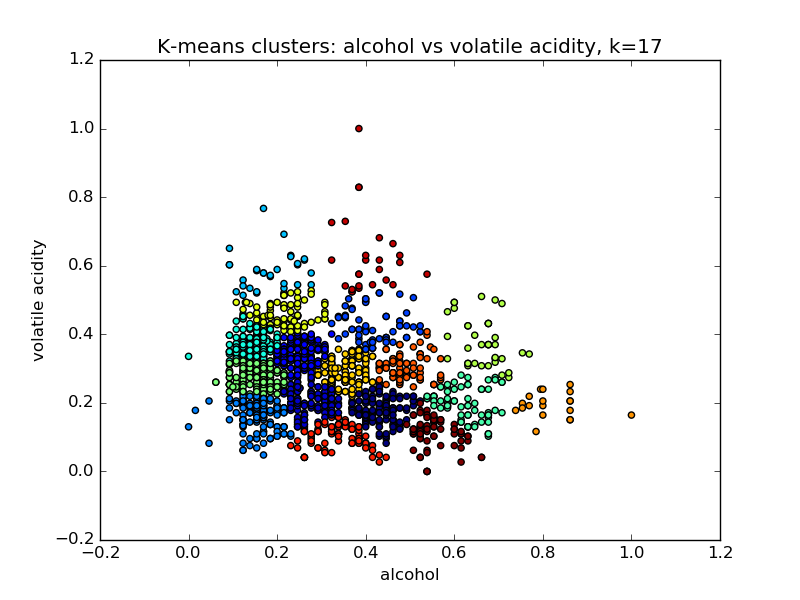 K-means clusters: alcohol vs volatile acidity, k=17
1.2
1.0
0.8
0.6
0.4
0.2
0.0
−0.2
volatile acidity
−0.2 0.0 0.2 0.4 0.6 0.8 1.0 1.2
alcohol